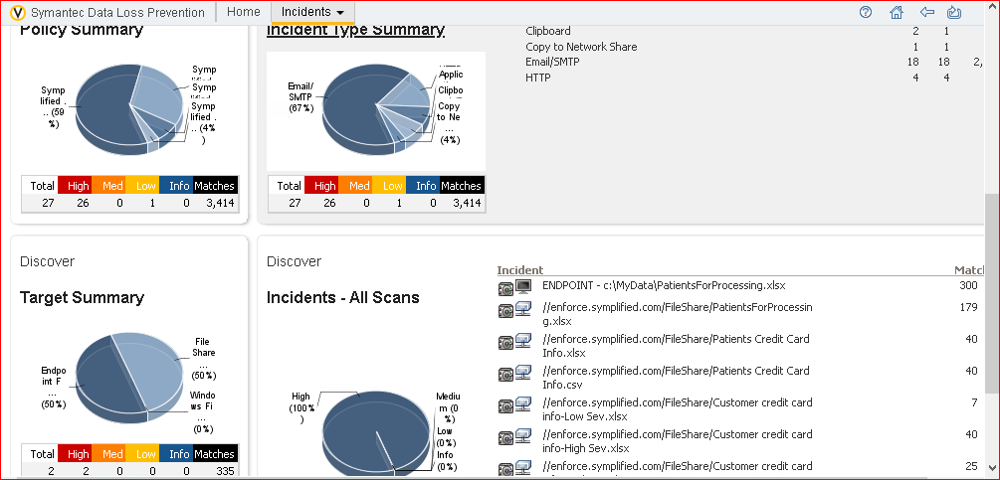 Symantec Data Loss Prevention
Home
Incidents
Policy Summary
Symp
lified .
.. (59
%)
Symp
Symp
Symp
lified ..
.. (4%
)
Total High Med Low Info Matches
27 26 0 1 0 3,414
Incident Type Summary
Email/
SMTP
(67%)
Applic
Clipbo
Copy
to Ne
...
(4%)
Total High Med Low Info Matches
27 26 0 1 0 3,414
Clipboard 2 1
Copy to Network Share 1 1
Email/SMTP 18 18 2,
HTTP 4 4
Discover
Target Summary
Endpo
int F
...
(50%)
File
Share
...
(50%)
Windo
ws Fi
...
(0%)
Total High Med Low Info Matches
2 2 0 0 0 335
Discover
Incidents - All Scans
High
(100%
)
Mediu
m (0
%)
Low
(0%)
Info
(0%)
Incident Match
ENDPOINT - c:\MyData\PatientsForProcessing.xlsx 300
//enforce.symplified.com/FileShare/PatientsForProcessin 179
g.xlsx
//enforce.symplified.com/FileShare/Patients Credit Card 40
Info.xlsx
//enforce.symplified.com/FileShare/Patients Credit Card 40
Info.csv
//enforce.symplified.com/FileShare/Customer credit card 7
info-Low Sev.xlsx
//enforce.symplified.com/FileShare/Customer credit card 40
info-High Sev.xlsx
//enforce.symplified.com/FileShare/Customer credit card 25